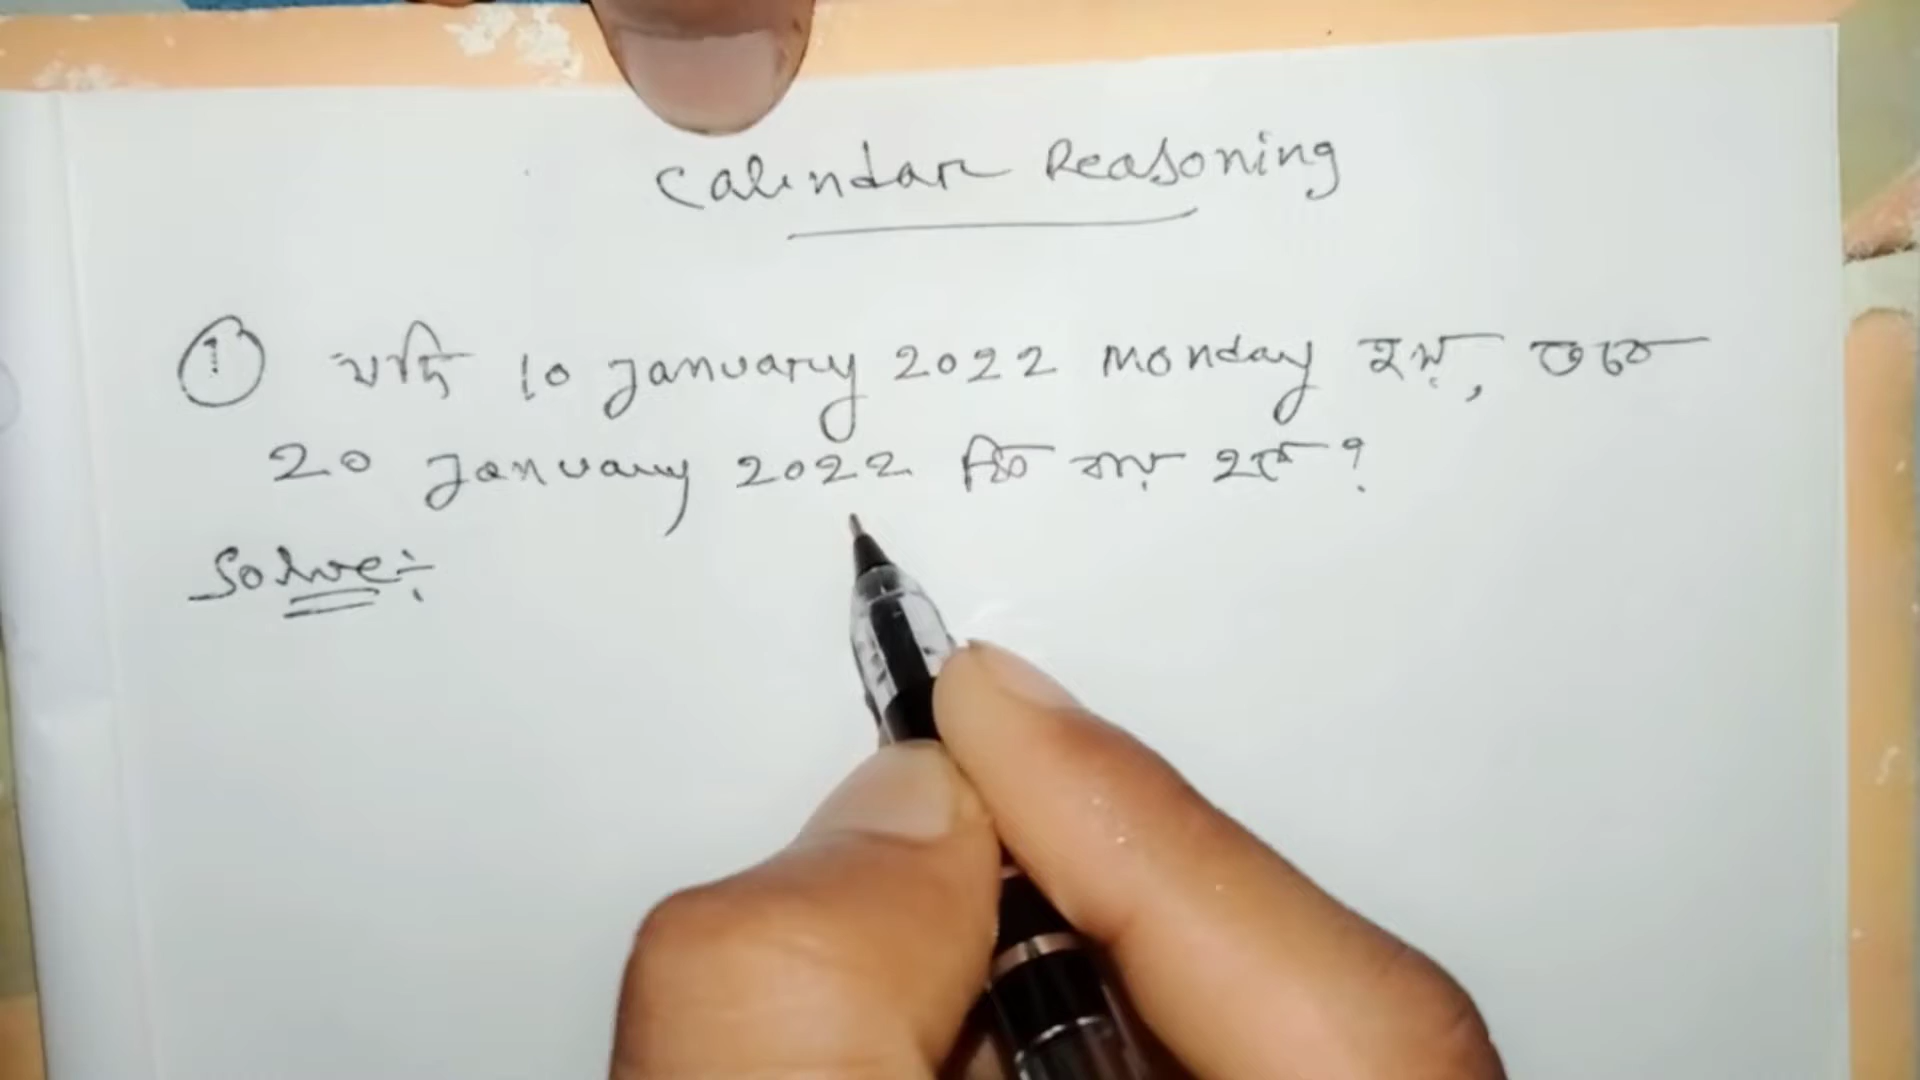 Calendar Reasoning
① যদি 10 January 2022 Monday হয়, তবে
20 January 2022 কি বার হবে?
Solve: